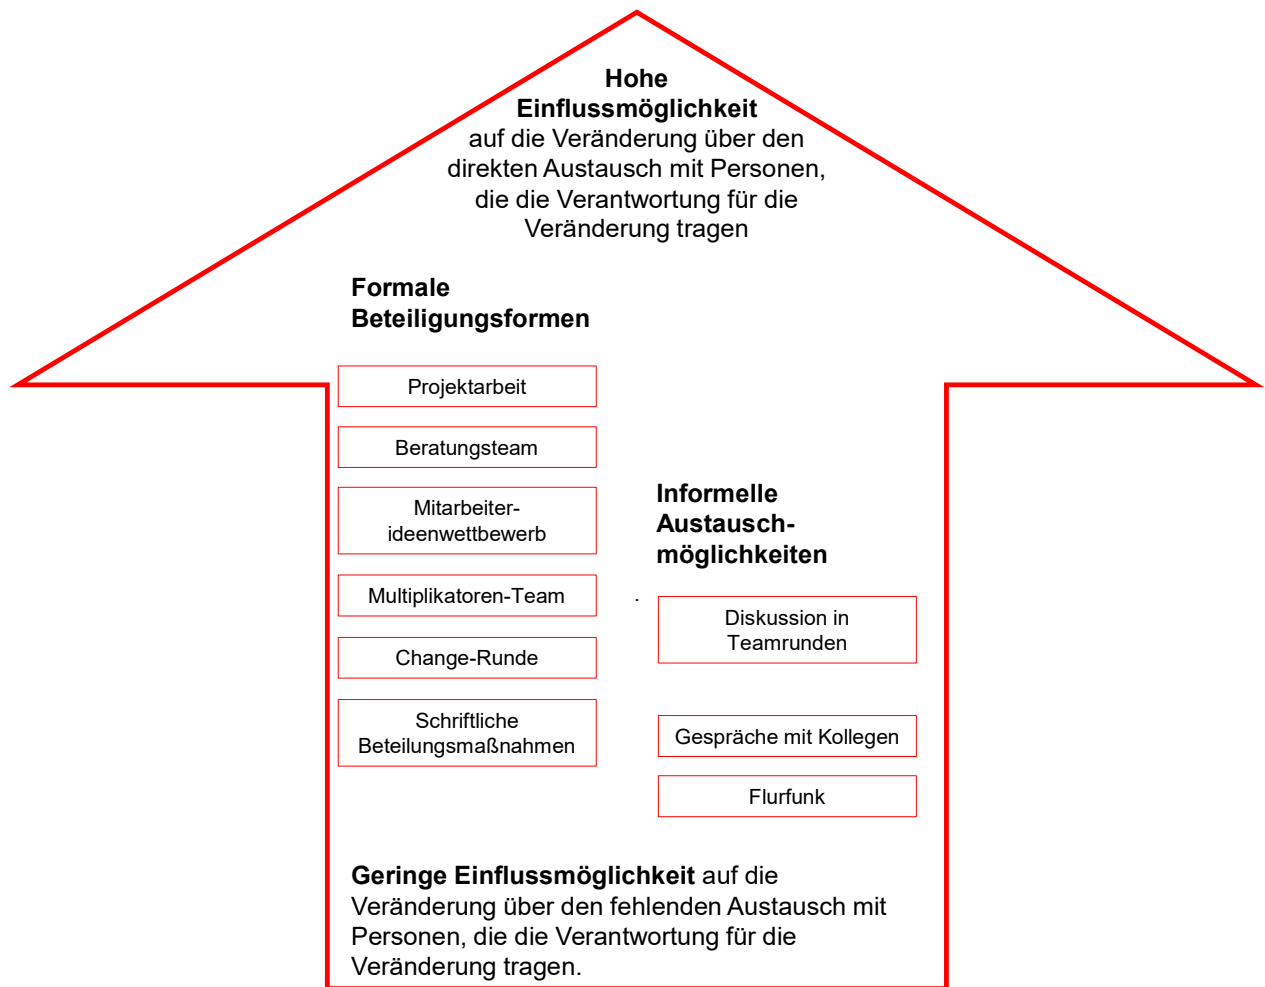 Hohe
Einflussmöglichkeit
auf die Veränderung über den
direkten Austausch mit Personen,
die die Verantwortung für die
Veränderung tragen
Formale
Beteiligungsformen
Projektarbeit
Beratungsteam
Mitarbeiter-
ideenwettbewerb
Multiplikatoren-Team
Change-Runde
Schriftliche
Beteilungsmaßnahmen
Informelle
Austausch-
möglichkeiten
.
Diskussion in
Teamrunden
Gespräche mit Kollegen
Flurfunk
Geringe Einflussmöglichkeit auf die
Veränderung über den fehlenden Austausch mit
Personen, die die Verantwortung für die
Veränderung tragen.